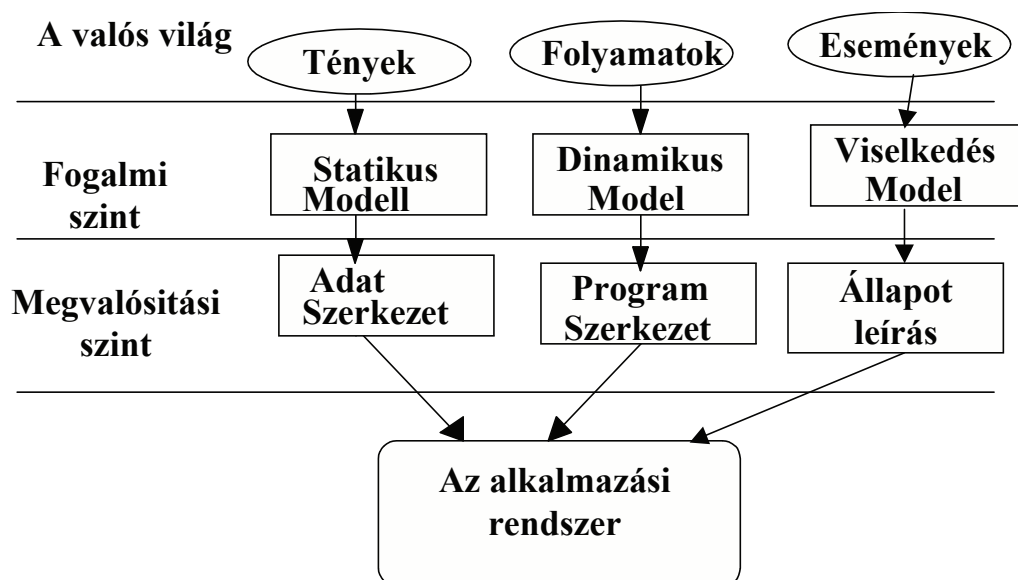 A valós világ
Tények
Folyamatok
Események
Fogalmi
szint
Statikus
Modell
Dinamikus
Model
Viselkedés
Model
Megvalósitási
szint
Adat
Szerkezet
Program
Szerkezet
Állapot
leírás
Az alkalmazási
rendszer